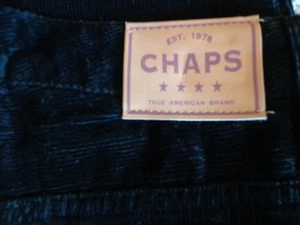 EST. 1978
CHAPS
★ ★ ★ ★
TRUE AMERICAN BRAND